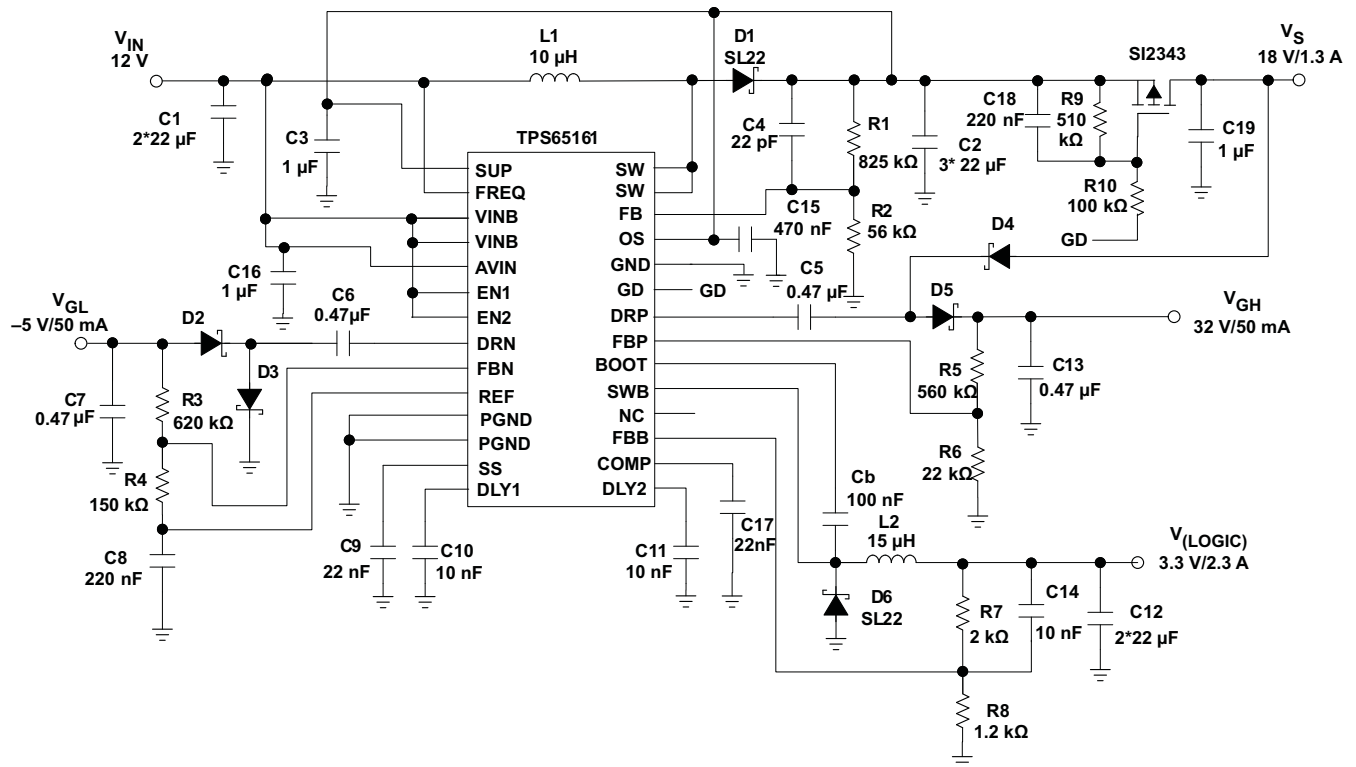 V_IN
12 V
L1
10 µH
D1
SL22
V_S
18 V/1.3 A
SI2343
C1
2*22 µF
C3
1 µF
C4
22 pF
R1
825 kΩ
C2
3* 22 µF
C18
220 nF
R9
510
kΩ
C19
1 µF
TPS65161
SUP
FREQ
VINB
VINB
AVIN
EN1
EN2
DRN
FBN
REF
PGND
PGND
SS
DLY1
SW
SW
FB
OS
GND
GD
DRP
FBP
BOOT
SWB
NC
FBB
COMP
DLY2
C15
470 nF
R2
56 kΩ
R10
100 kΩ
GD
GD
D4
C16
1 µF
C5
0.47 µF
D5
V_GH
32 V/50 mA
V_GL
–5 V/50 mA
D2
C6
0.47µF
D3
C7
0.47 µF
R3
620 kΩ
R4
150 kΩ
C8
220 nF
R5
560 kΩ
C13
0.47 µF
R6
22 kΩ
C9
22 nF
C10
10 nF
C11
10 nF
C17
22nF
Cb
100 nF
L2
15 µH
V_(LOGIC)
3.3 V/2.3 A
D6
SL22
R7
2 kΩ
C14
10 nF
C12
2*22 µF
R8
1.2 kΩ